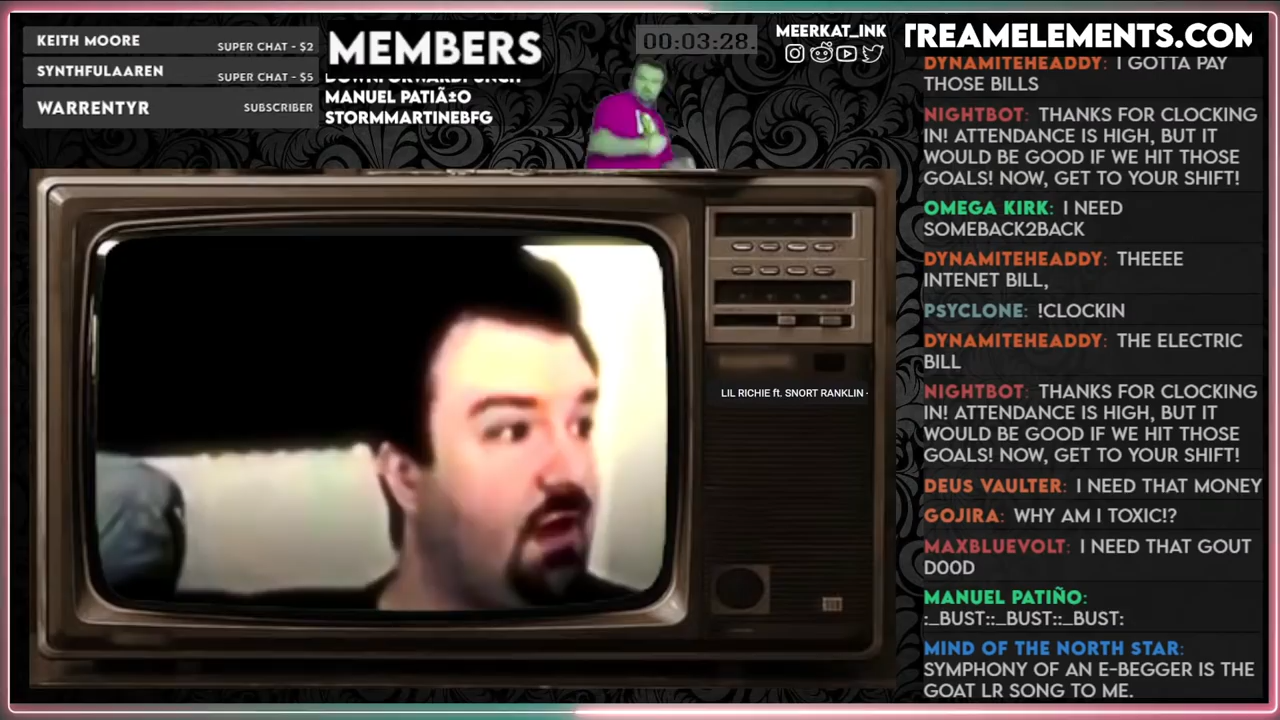 KEITH MOORE SUPER CHAT - $2
SYNTHFULAAREN SUPER CHAT - $5
WARRENTYR SUBSCRIBER
MEMBERS
DOWNFORWARDPUNCH
MANUEL PATIÃ±O
STORMMARTINEBFG
00:03:28.
MEERKAT_INK
TREAMELEMENTS.COM
LIL RICHIE ft. SNORT RANKLIN -
DYNAMITEHEADDY: I GOTTA PAY
THOSE BILLS
NIGHTBOT: THANKS FOR CLOCKING
IN! ATTENDANCE IS HIGH, BUT IT
WOULD BE GOOD IF WE HIT THOSE
GOALS! NOW, GET TO YOUR SHIFT!
OMEGA KIRK: I NEED
SOMEBACK2BACK
DYNAMITEHEADDY: THEEEE
INTENET BILL,
PSYCLONE: !CLOCKIN
DYNAMITEHEADDY: THE ELECTRIC
BILL
NIGHTBOT: THANKS FOR CLOCKING
IN! ATTENDANCE IS HIGH, BUT IT
WOULD BE GOOD IF WE HIT THOSE
GOALS! NOW, GET TO YOUR SHIFT!
DEUS VAULTER: I NEED THAT MONEY
GOJIRA: WHY AM I TOXIC!?
MAXBLUEVOLT: I NEED THAT GOUT
D00D
MANUEL PATIÑO:
:_BUST::_BUST::_BUST:
MIND OF THE NORTH STAR:
SYMPHONY OF AN E-BEGGER IS THE
GOAT LR SONG TO ME.